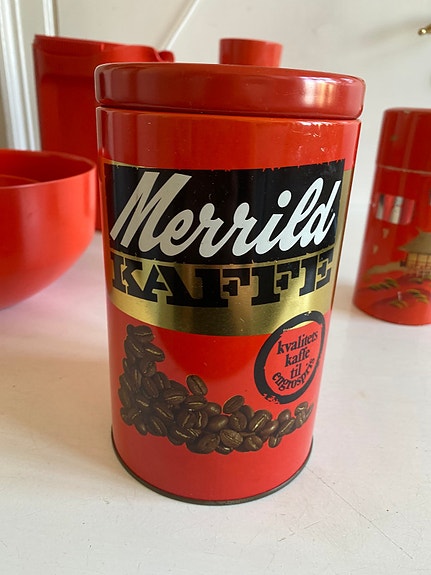 Merrild
KAFFE
kvalitets
kaffe
til
engrospris